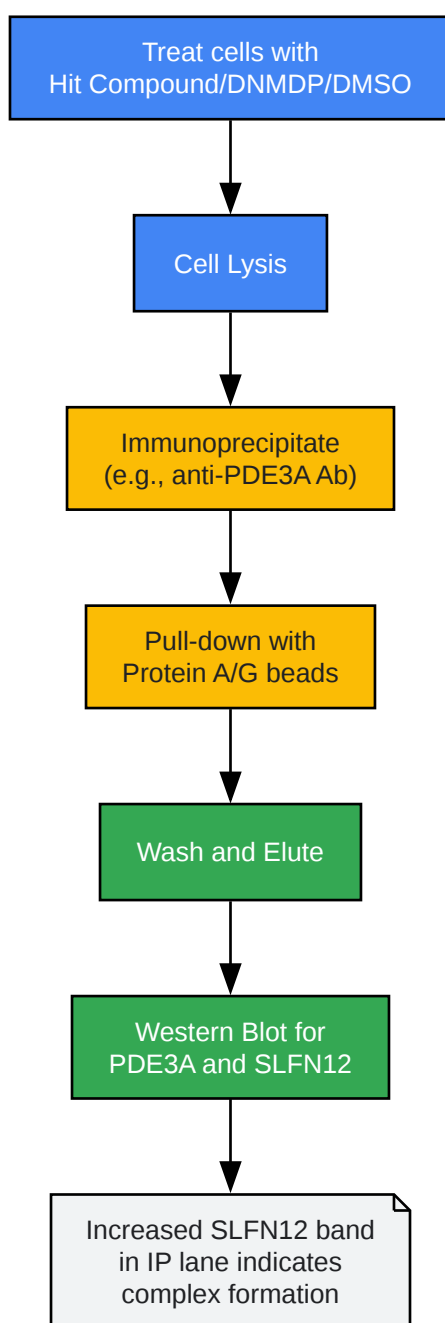 Treat cells with
Hit Compound/DNMDP/DMSO
Cell Lysis
Immunoprecipitate
(e.g., anti-PDE3A Ab)
Pull-down with
Protein A/G beads
Wash and Elute
Western Blot for
PDE3A and SLFN12
Increased SLFN12 band
in IP lane indicates
complex formation